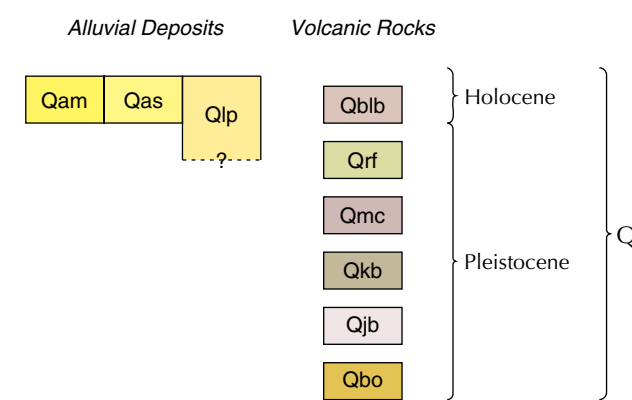 Alluvial Deposits
Volcanic Rocks
Qam
Qas
Qlp
?
Qblb
Qrf
Qmc
Qkb
Qjb
Qbo
Holocene
Pleistocene